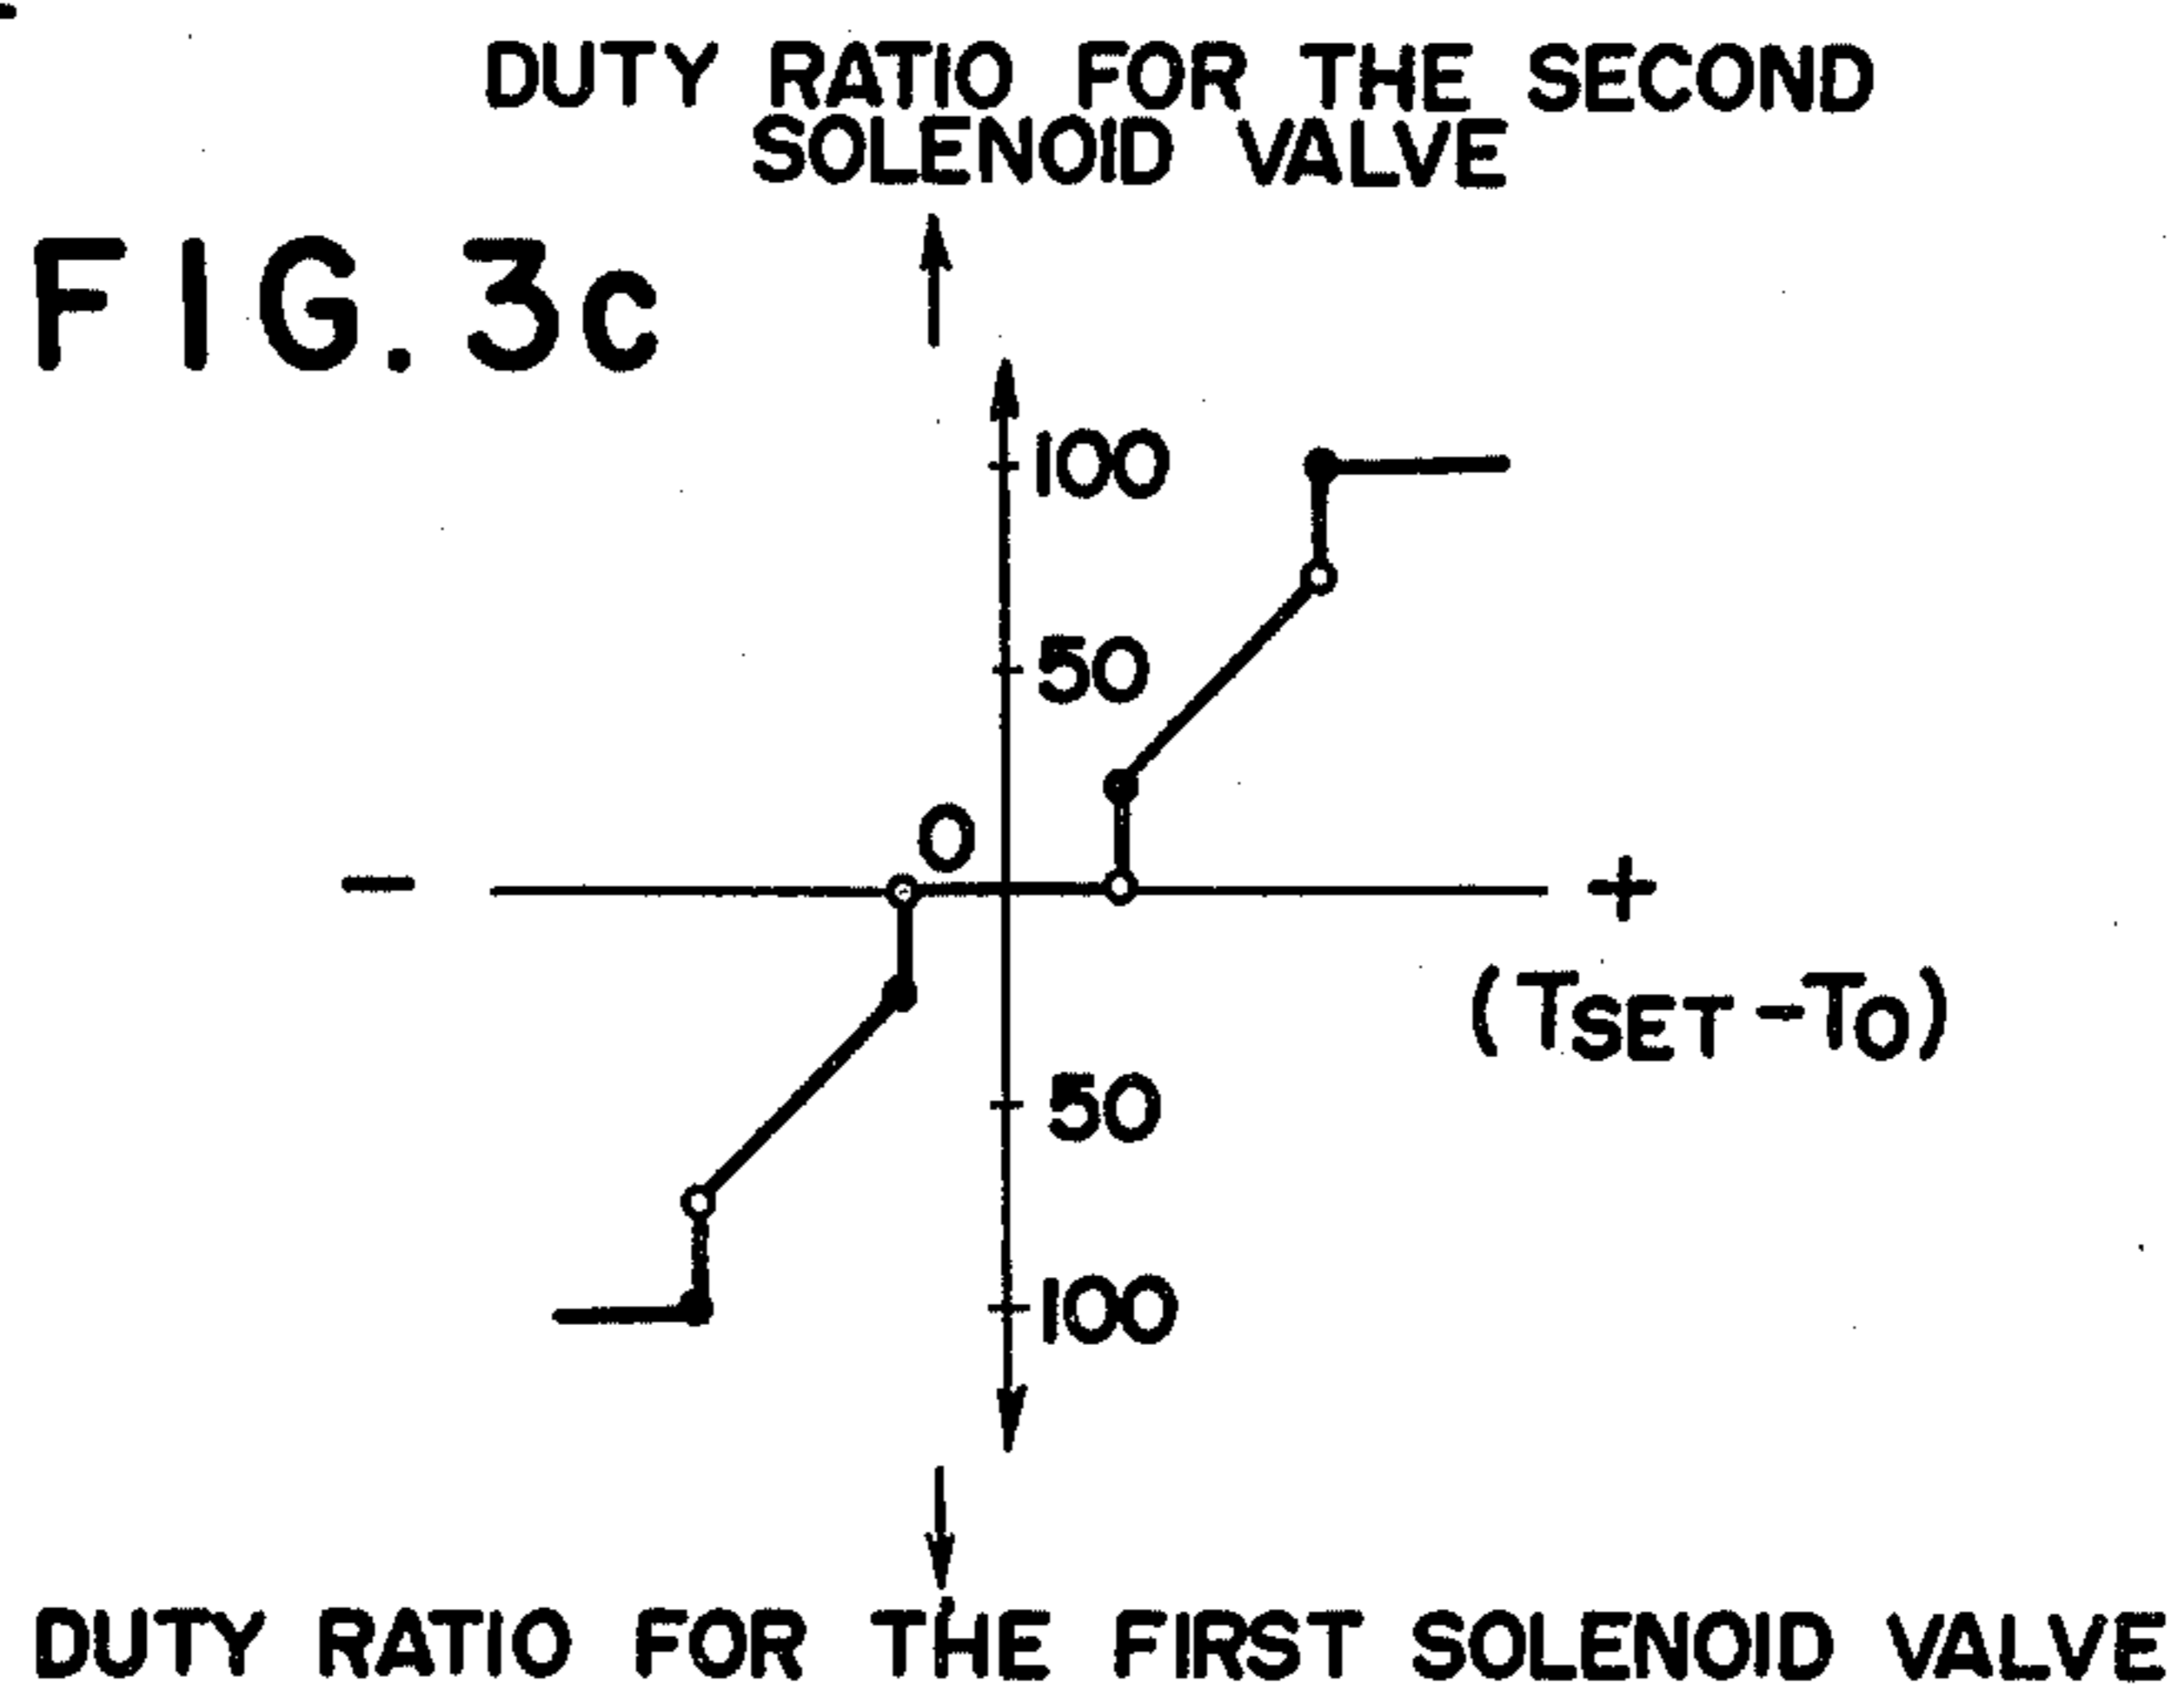 DUTY RATIO FOR THE SECOND
SOLENOID VALVE
FIG. 3c
100
50
0
− +
(TSET −TO)
50
100
DUTY RATIO FOR THE FIRST SOLENOID VALVE